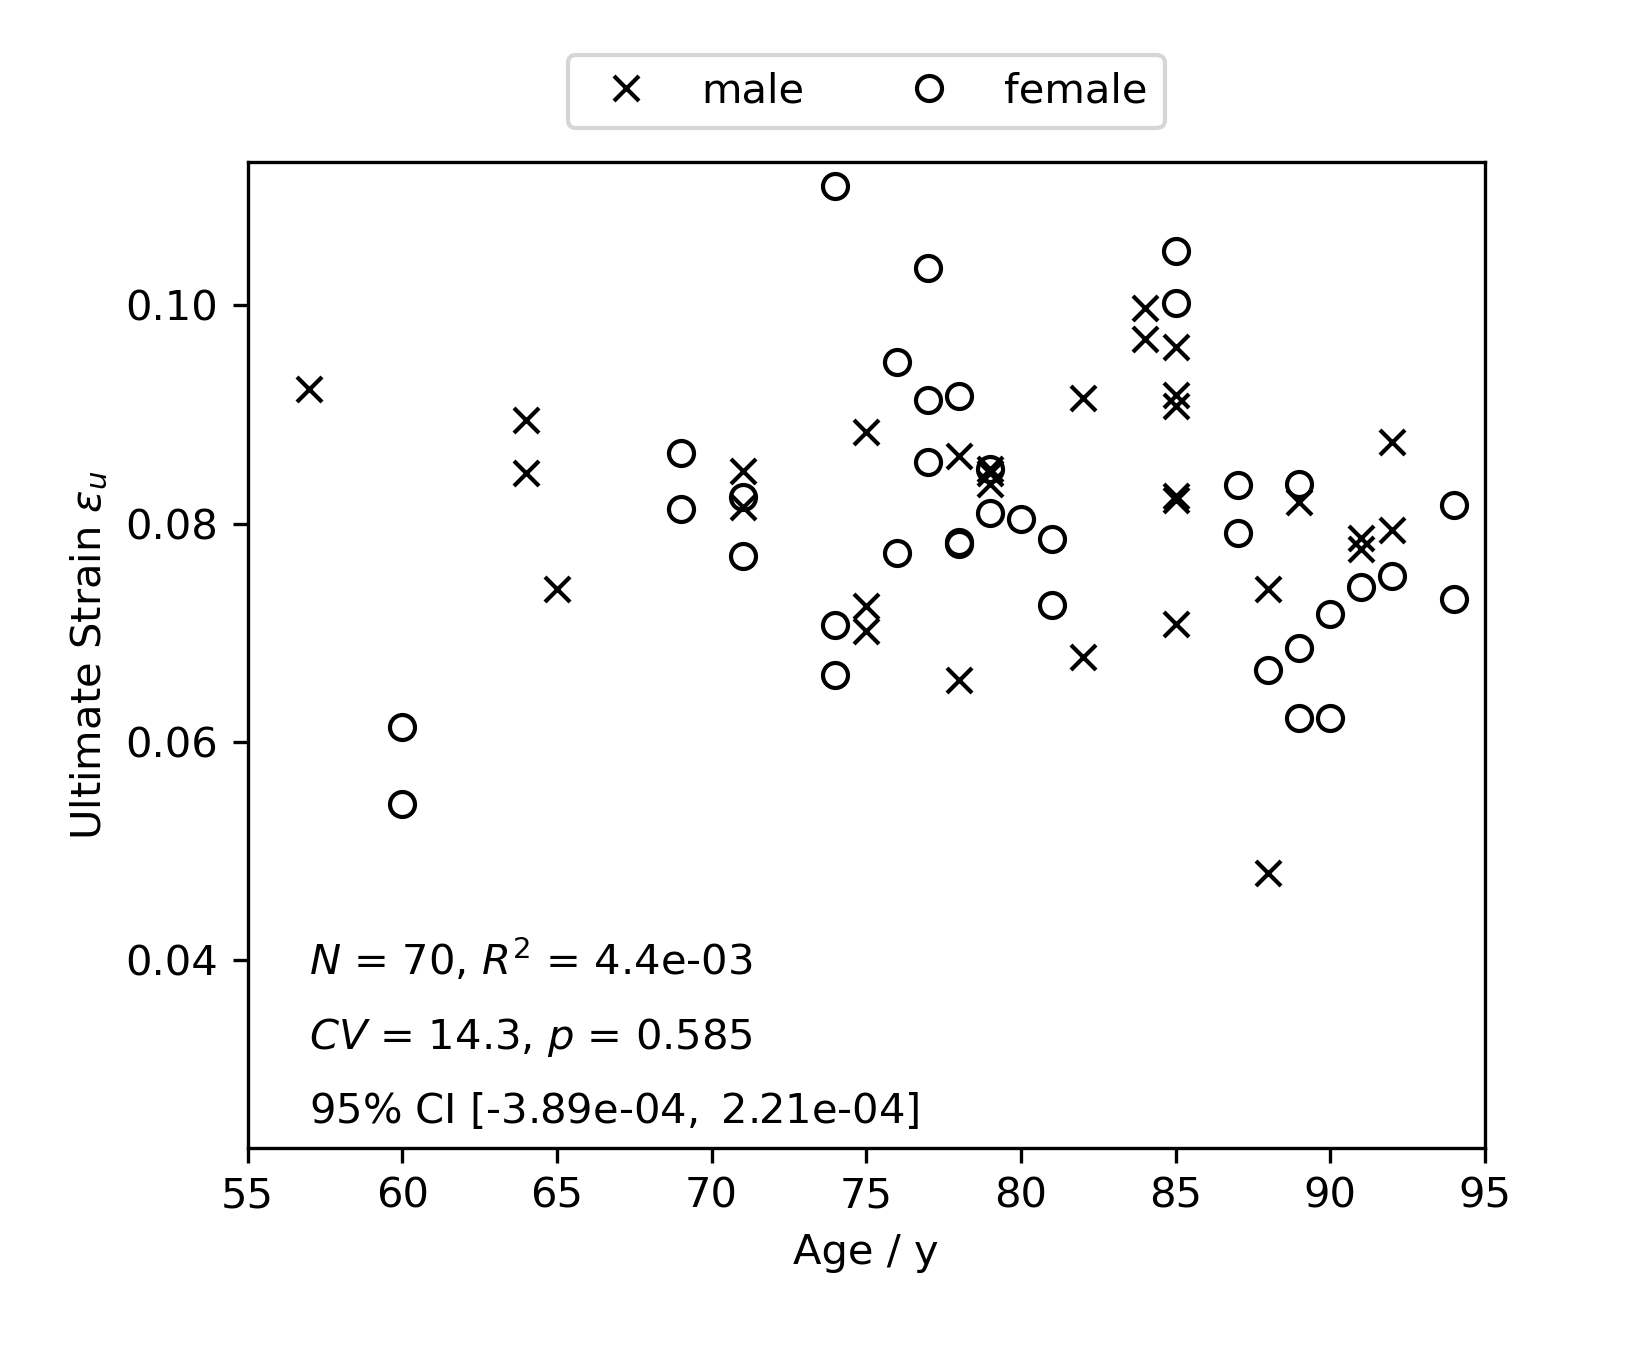 male female
0.10
0.08
0.06
0.04
Ultimate Strain εu
N = 70, R² = 4.4e-03
CV = 14.3, p = 0.585
95% CI [-3.89e-04, 2.21e-04]
55 60 65 70 75 80 85 90 95
Age / y